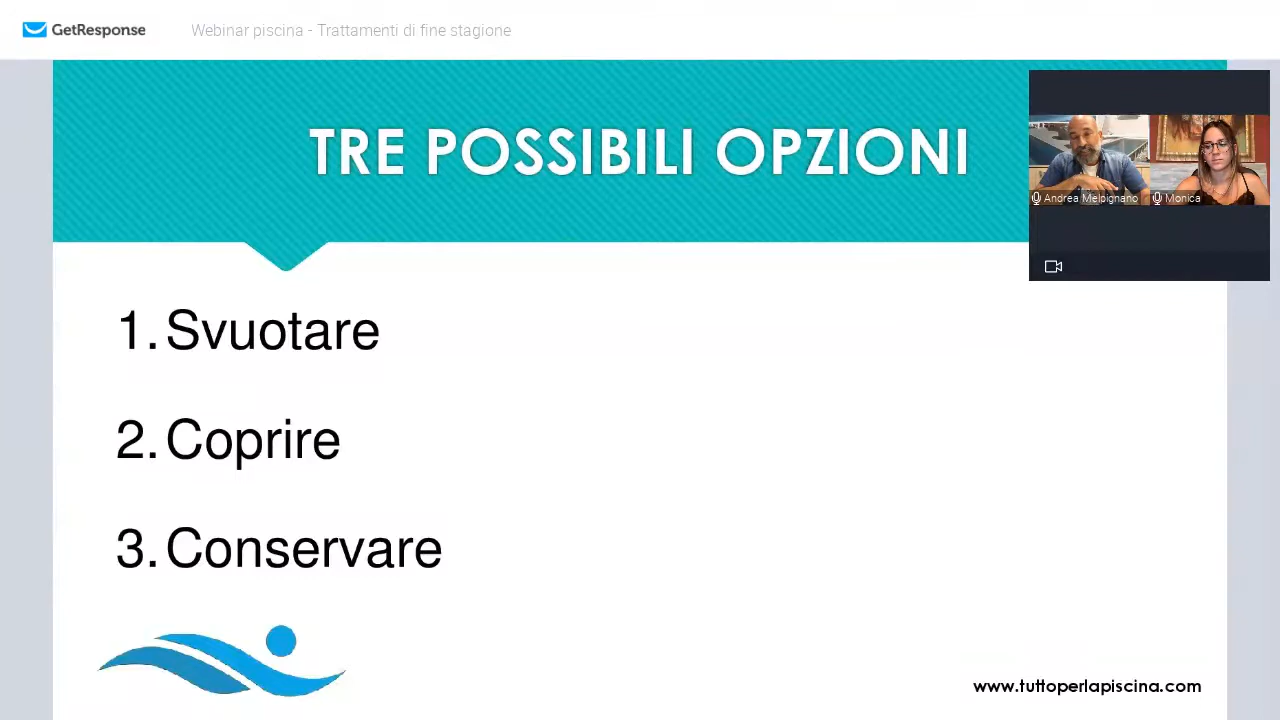 GetResponse
Webinar piscina - Trattamenti di fine stagione
TRE POSSIBILI OPZIONI
Andrea Melpignano
Monica
1. Svuotare
2. Coprire
3. Conservare
www.tuttoperlapiscina.com